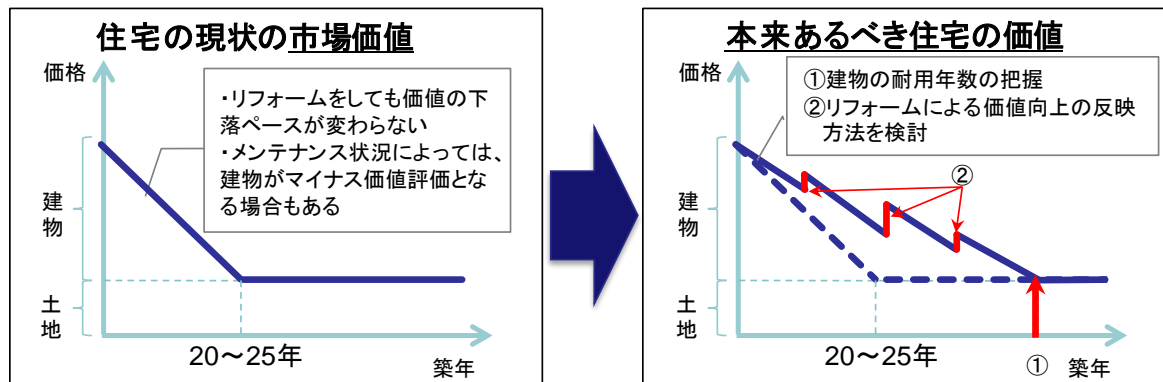 住宅の現状の市場価値
価格
・リフォームをしても価値の下
落ペースが変わらない
・メンテナンス状況によっては、
建物がマイナス価値評価とな
る場合もある
建物
土地
20～25年
築年
本来あるべき住宅の価値
価格
①建物の耐用年数の把握
②リフォームによる価値向上の反映
方法を検討
②
建物
土地
20～25年
①
築年